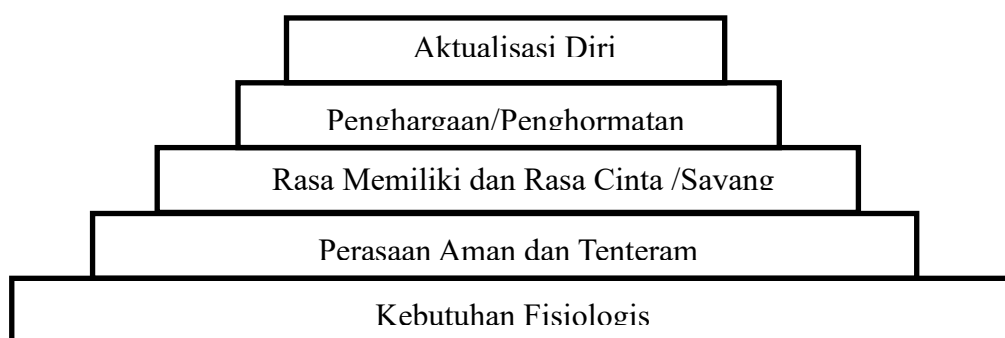 Aktualisasi Diri
Penghargaan/Penghormatan
Rasa Memiliki dan Rasa Cinta /Sayang
Perasaan Aman dan Tenteram
Kebutuhan Fisiologis